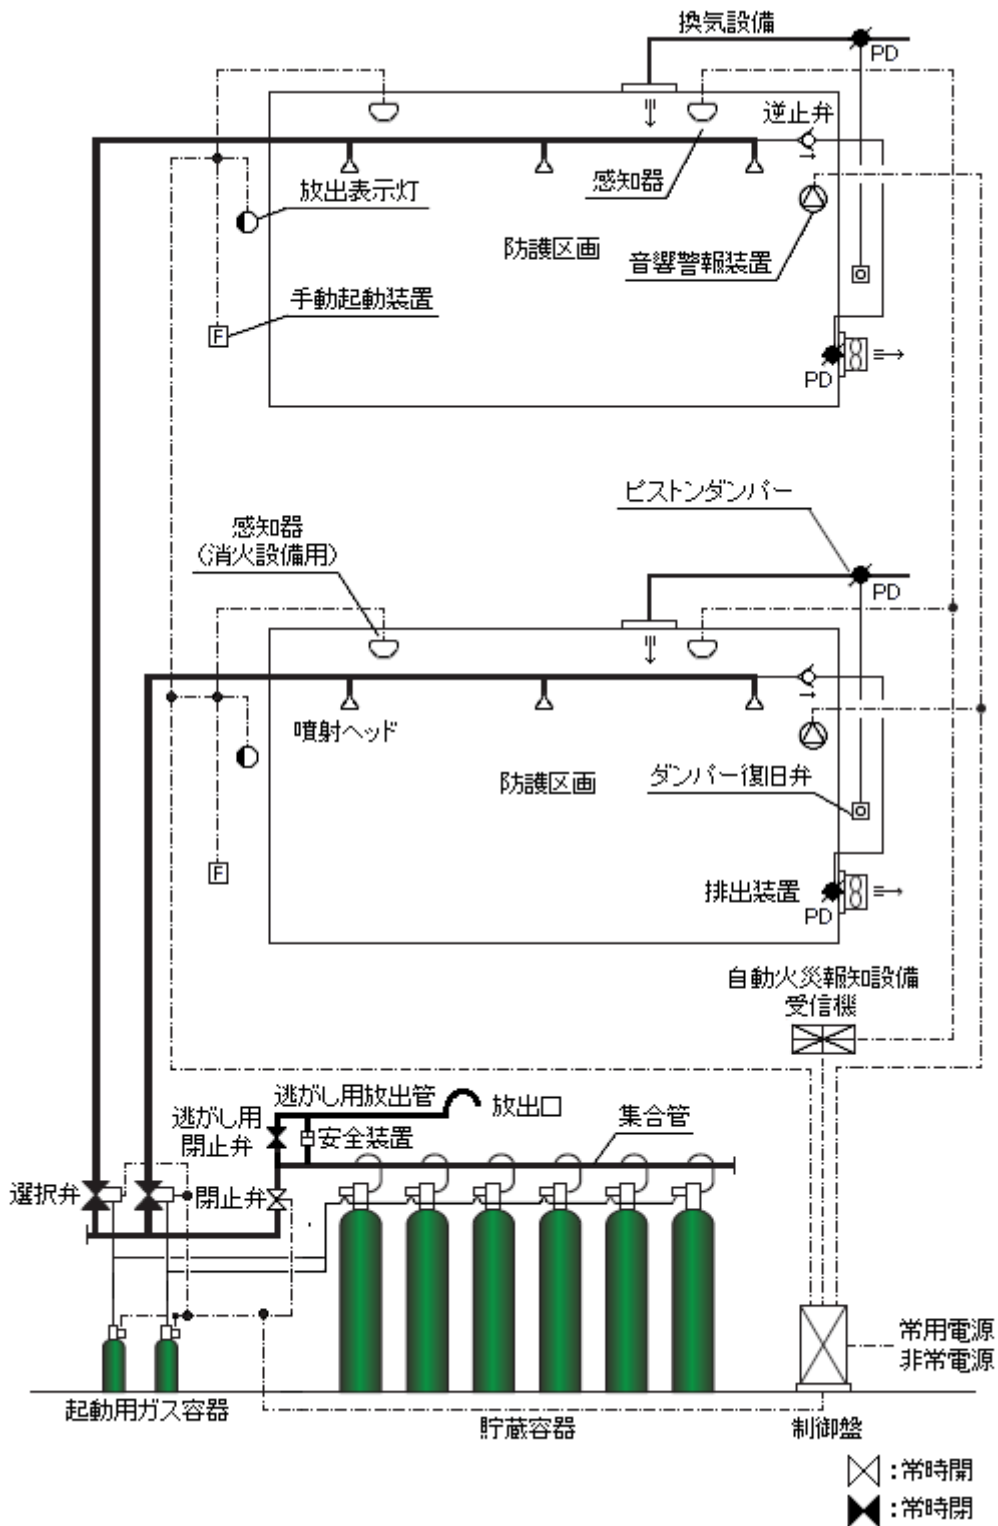 換気設備
PD
逆止弁
感知器
放出表示灯
防護区画
音響警報装置
手動起動装置
F
PD
ピストンダンパー
感知器
(消火設備用)
PD
噴射ヘッド
防護区画
ダンパー復旧弁
F
排出装置
PD
自動火災報知設備
受信機
逃がし用放出管
放出口
逃がし用
閉止弁
安全装置
集合管
選択弁
閉止弁
常用電源
非常電源
起動用ガス容器
貯蔵容器
制御盤
:常時開
:常時閉